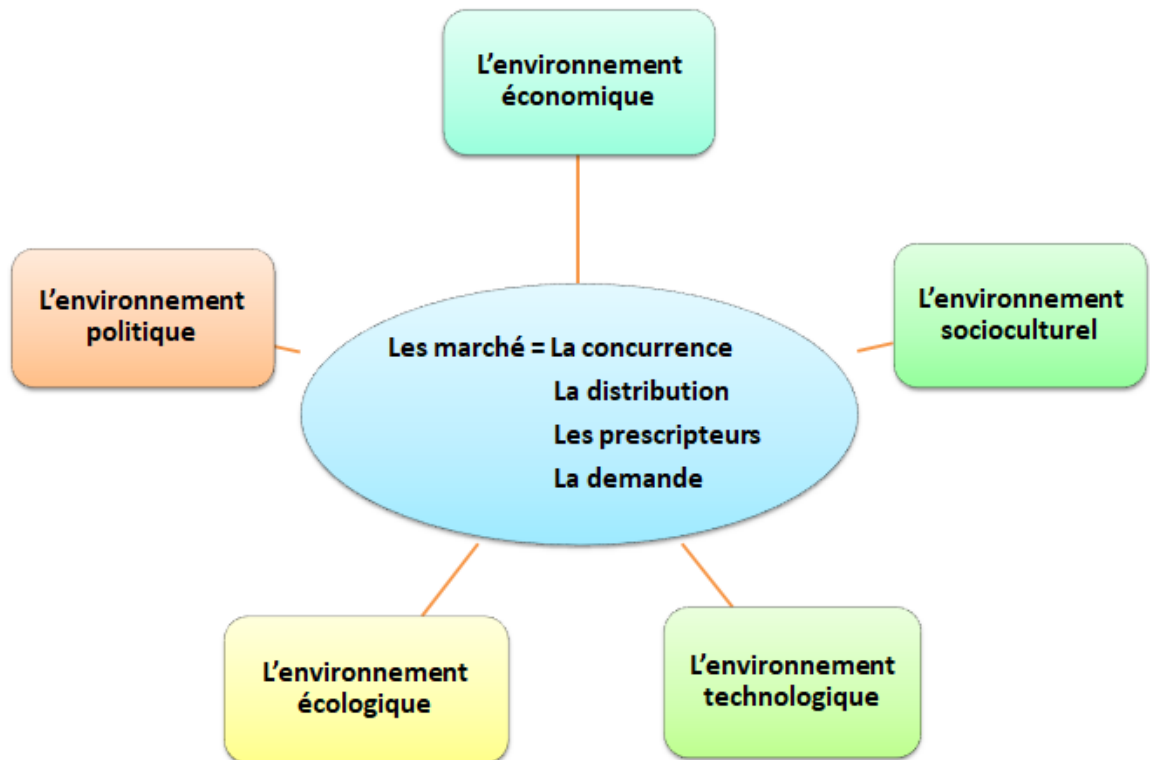 L'environnement
économique
L'environnement
politique
L'environnement
socioculturel
Les marché = La concurrence
La distribution
Les prescripteurs
La demande
L'environnement
écologique
L'environnement
technologique